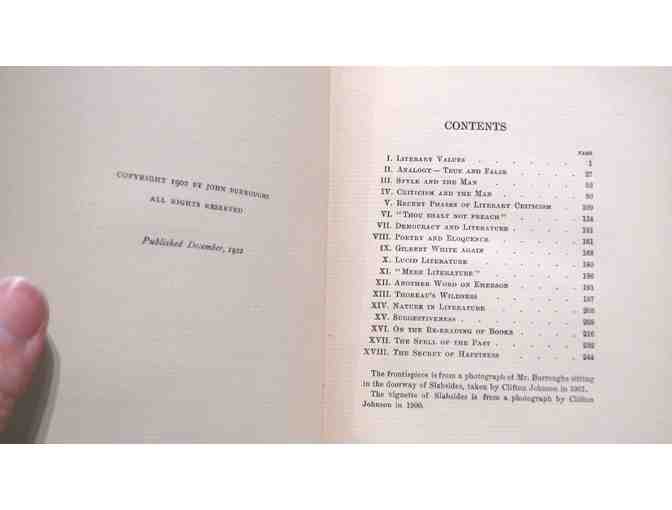 COPYRIGHT 1902 BY JOHN BURROUGHS
ALL RIGHTS RESERVED
Published December, 1902
CONTENTS
PAGE
I. Literary Values . . . . . . 1
II. Analogy — True and False . . . . 27
III. Style and the Man . . . . . 52
IV. Criticism and the Man . . . . . 80
V. Recent Phases of Literary Criticism . 109
VI. "Thou shalt not preach" . . . . 124
VII. Democracy and Literature . . . .
VIII. Poetry and Eloquence . . . . . 161
IX. Gilbert White Again . . . . . 168
X. Lucid Literature . . . . . 180
XI. "Mere Literature" . . . . . 186
XII. Another Word on Emerson . . . . 191
XIII. Thoreau's Wildness . . . . . 197
XIV. Nature in Literature . . . . . 203
XV. Suggestiveness . . . . . . 205
XVI. On the Re-reading of Books . . . 216
XVII. The Spell of the Past . . . . . 232
XVIII. The Secret of Happiness . . . . 244
The frontispiece is from a photograph of Mr. Burroughs sitting
in the doorway of Slabsides, taken by Clifton Johnson in 1901.
The vignette of Slabsides is from a photograph by Clifton
Johnson in 1900.